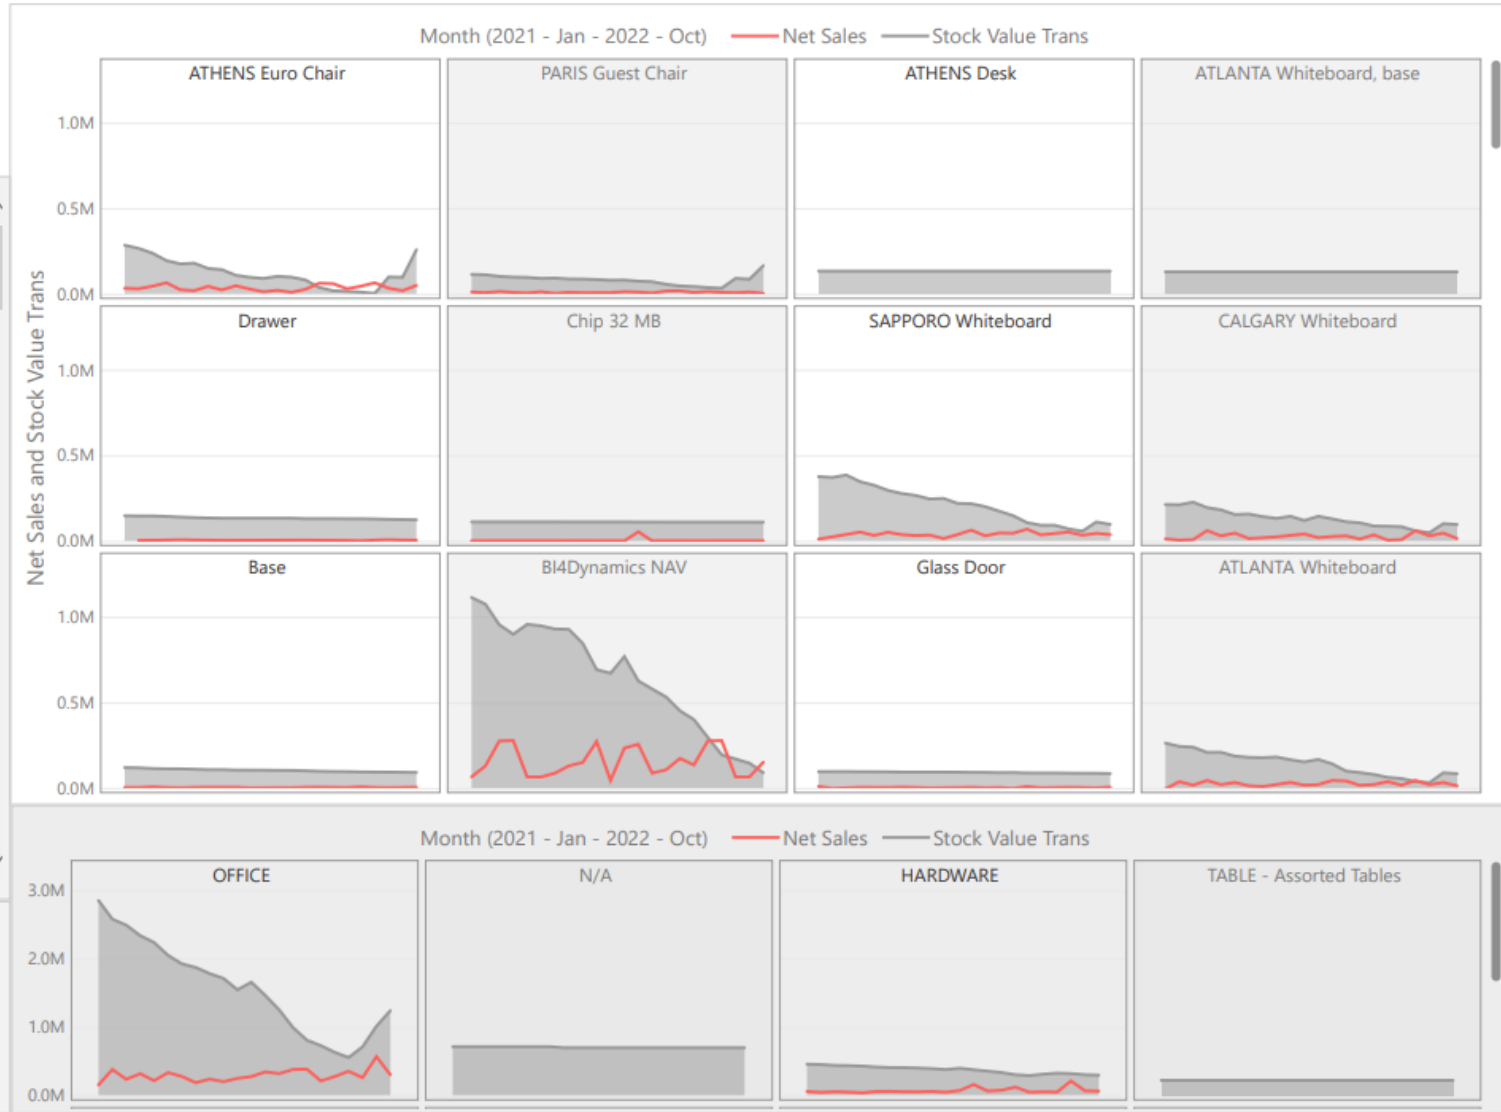 Month (2021 - Jan - 2022 - Oct) Net Sales Stock Value Trans
ATHENS Euro Chair PARIS Guest Chair ATHENS Desk ATLANTA Whiteboard, base
1.0M
0.5M
0.0M
Drawer Chip 32 MB SAPPORO Whiteboard CALGARY Whiteboard
1.0M
0.5M
0.0M
Net Sales and Stock Value Trans
Base BI4Dynamics NAV Glass Door ATLANTA Whiteboard
1.0M
0.5M
0.0M
Month (2021 - Jan - 2022 - Oct) Net Sales Stock Value Trans
OFFICE N/A HARDWARE TABLE - Assorted Tables
3.0M
2.0M
1.0M
0.0M